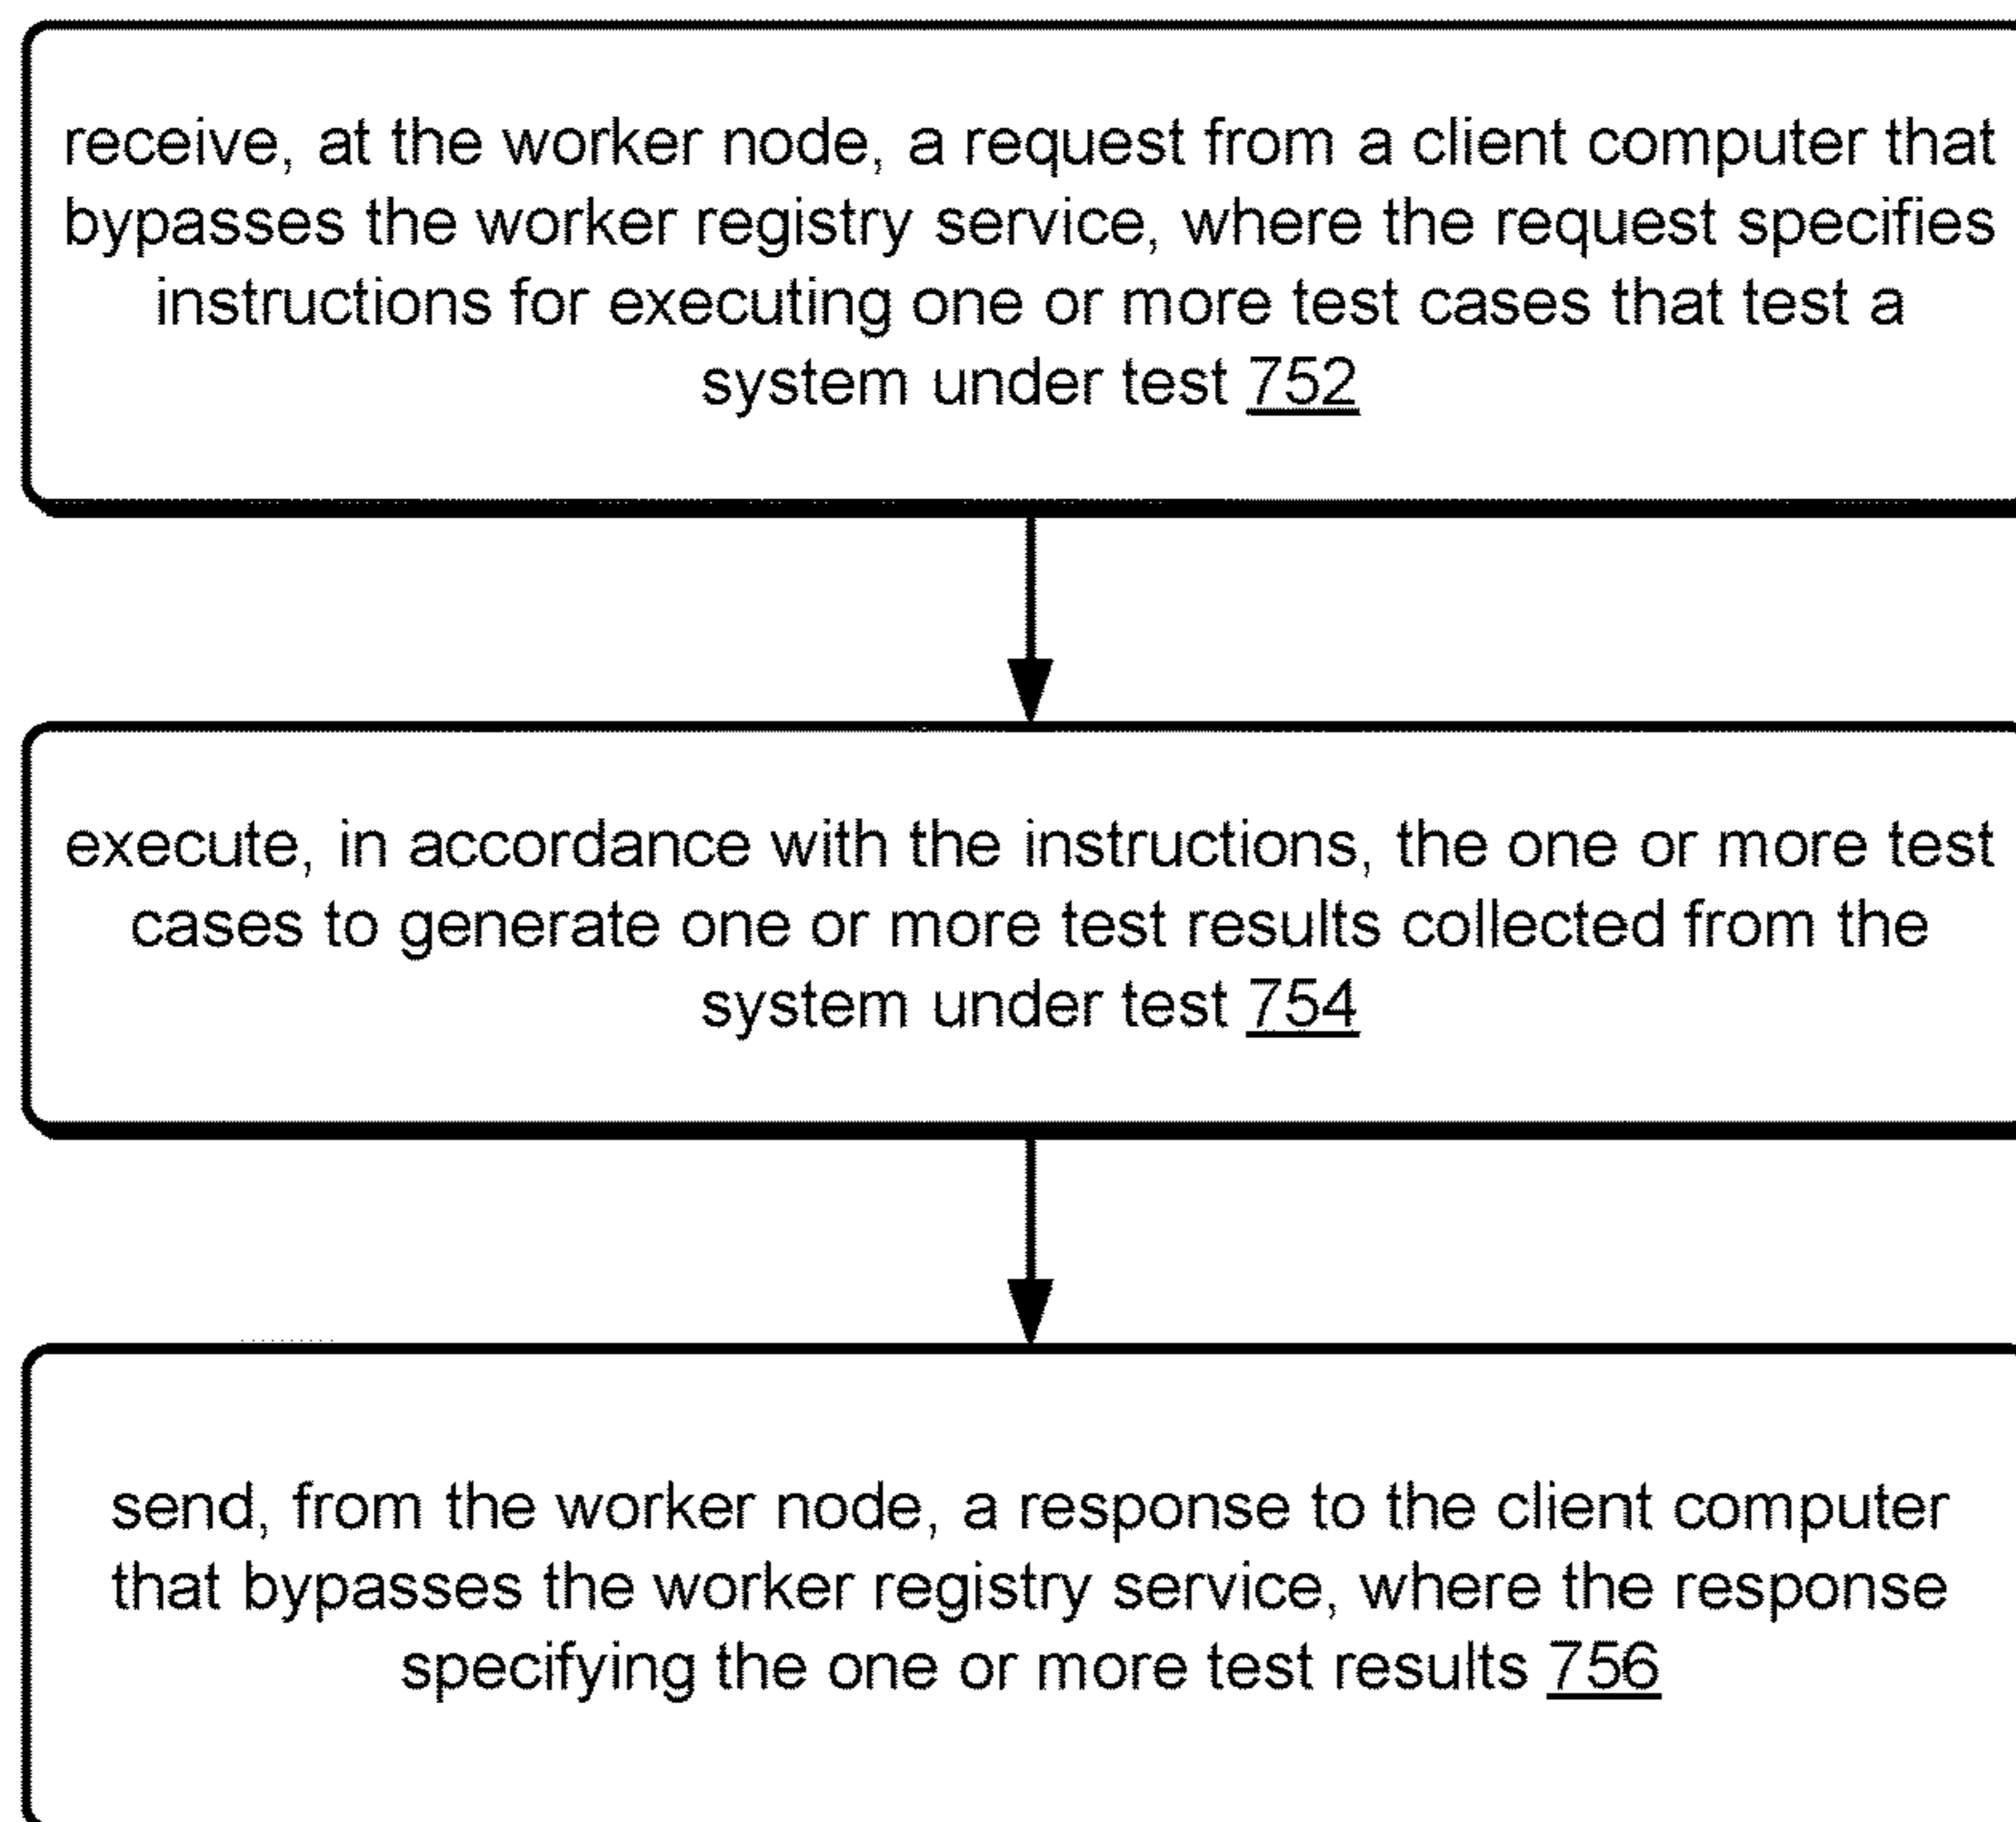 receive, at the worker node, a request from a client computer that
bypasses the worker registry service, where the request specifies
instructions for executing one or more test cases that test a
system under test 752
execute, in accordance with the instructions, the one or more test
cases to generate one or more test results collected from the
system under test 754
send, from the worker node, a response to the client computer
that bypasses the worker registry service, where the response
specifying the one or more test results 756